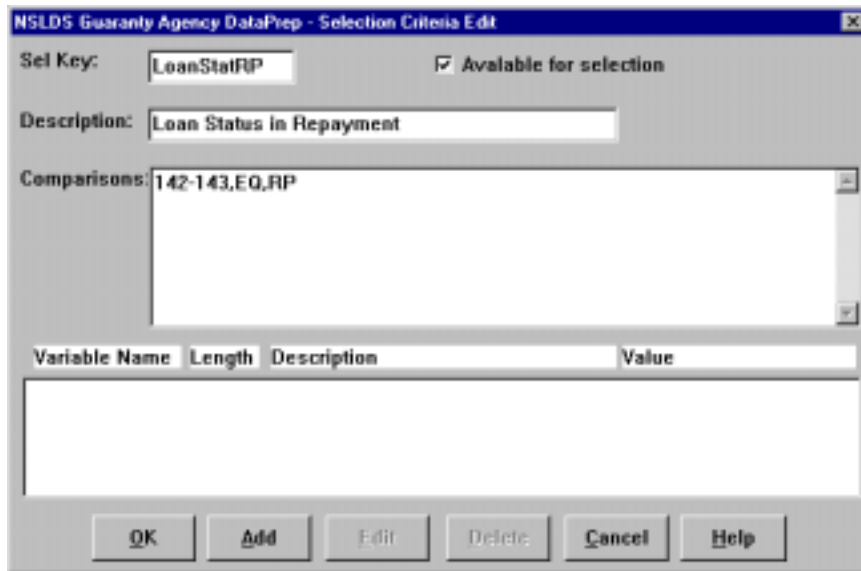 NSLDS Guaranty Agency DataPrep - Selection Criteria Edit
Sel Key: LoanStatRP Available for selection
Description: Loan Status in Repayment
Comparisons: 142-143,EQ,RP
Variable Name Length Description Value
OK Add Edit Delete Cancel Help